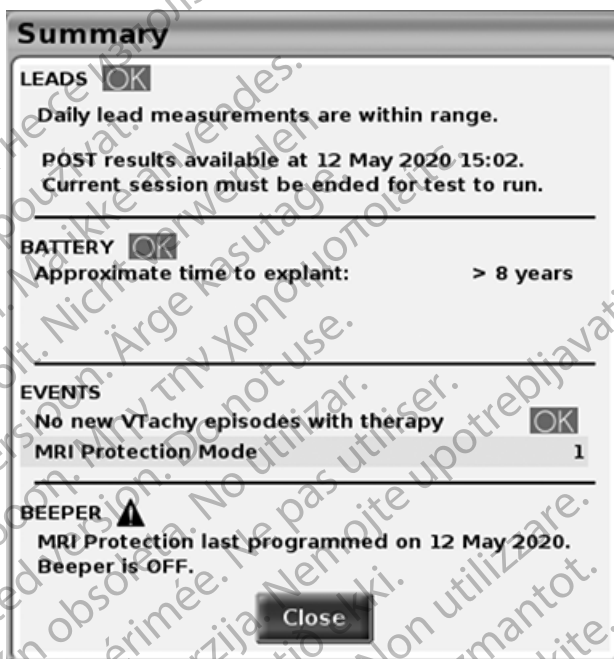 Summary
LEADS OK
Daily lead measurements are within range.
POST results available at 12 May 2020 15:02.
Current session must be ended for test to run.
BATTERY OK
Approximate time to explant: > 8 years
EVENTS
No new VTachy episodes with therapy OK
MRI Protection Mode 1
BEEPER
MRI Protection last programmed on 12 May 2020.
Beeper is OFF.
Close